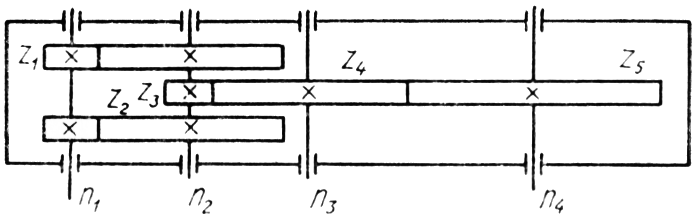 Z₁ Z₄ Z₅
Z₂ Z₃
n₁ n₂ n₃ n₄